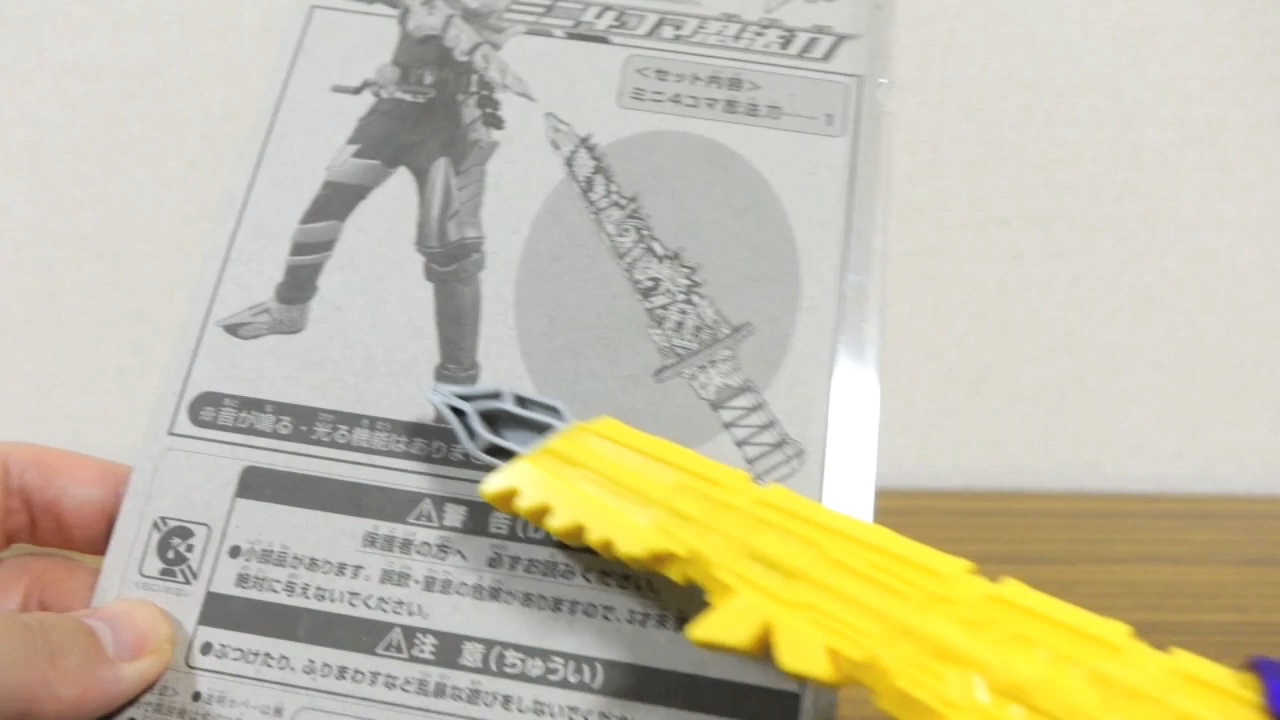 ミニ4コマ忍法刀
<セット内容>
ミニ4コマ忍法刀……1
※音が鳴る・光る機能はありま
警 告
保護者の方へ 必ずお読みください。
●小部品があります。誤飲・窒息の危険がありますので、3才未
絶対に与えないでください。
注 意(ちゅうい)
●ぶつけたり、ふりまわすなど乱暴な遊びをしないでくださ